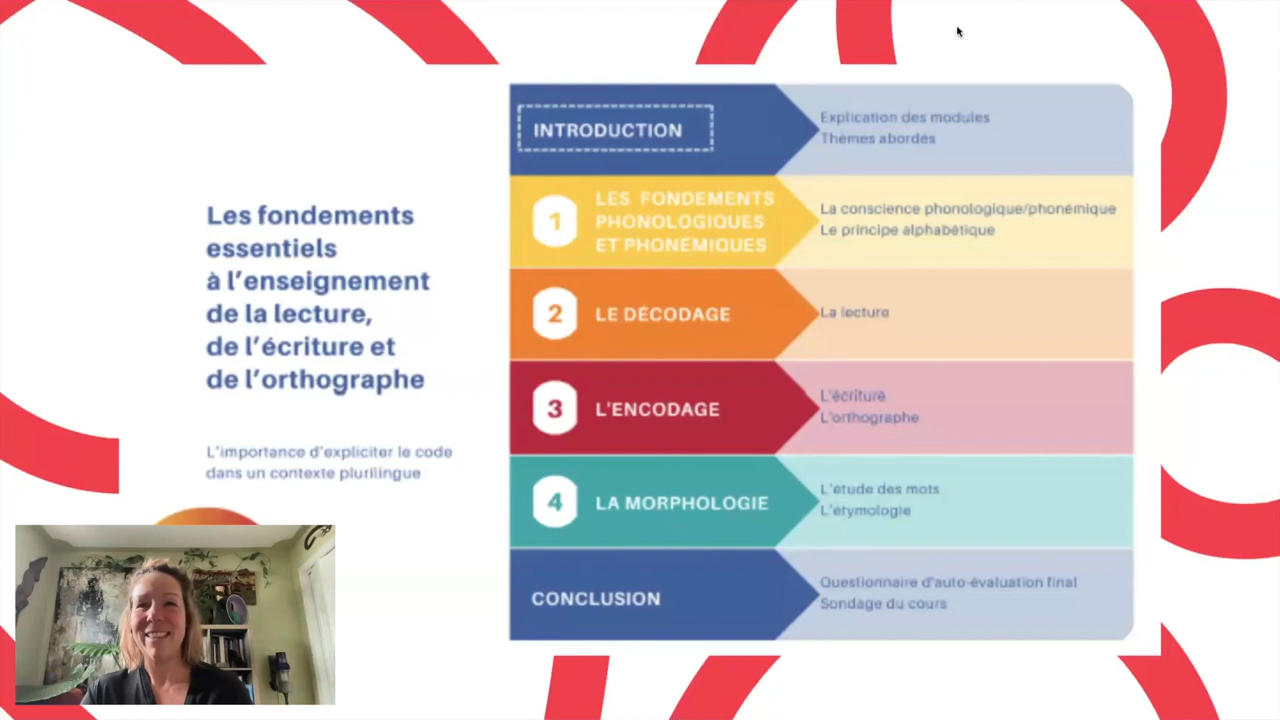 Les fondements
essentiels
à l'enseignement
de la lecture,
de l'écriture et
de l'orthographe
L'importance d'expliciter le code
dans un contexte plurilingue
INTRODUCTION
Explication des modules
Thèmes abordés
1
LES FONDEMENTS
PHONOLOGIQUES
ET PHONÉMIQUES
La conscience phonologique/phonémique
Le principe alphabétique
2
LE DÉCODAGE
La lecture
3
L'ENCODAGE
L'écriture
L'orthographe
4
LA MORPHOLOGIE
L'étude des mots
L'étymologie
CONCLUSION
Questionnaire d'auto-évaluation final
Sondage du cours